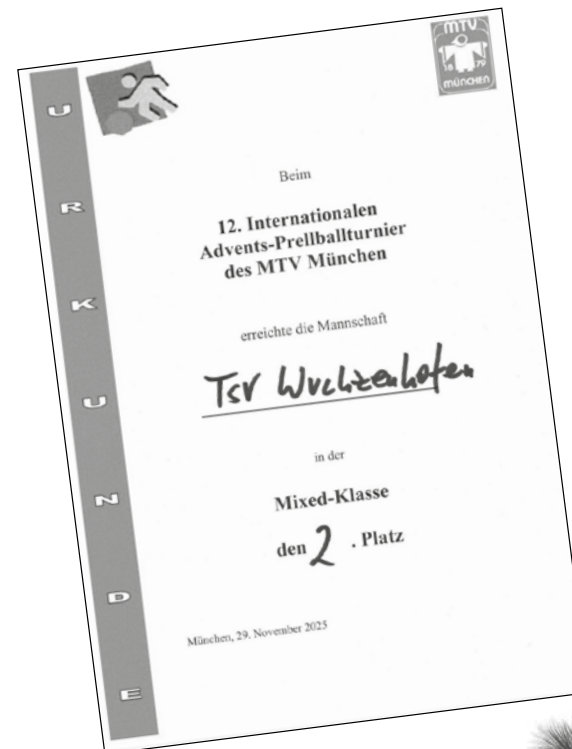 MTV
18 79
münchen
URKUNDE
Beim
12. Internationalen
Advents-Prellballturnier
des MTV München
erreichte die Mannschaft
TSV Wuchzenhofen
in der
Mixed-Klasse
den 2 . Platz
München, 29. November 2025